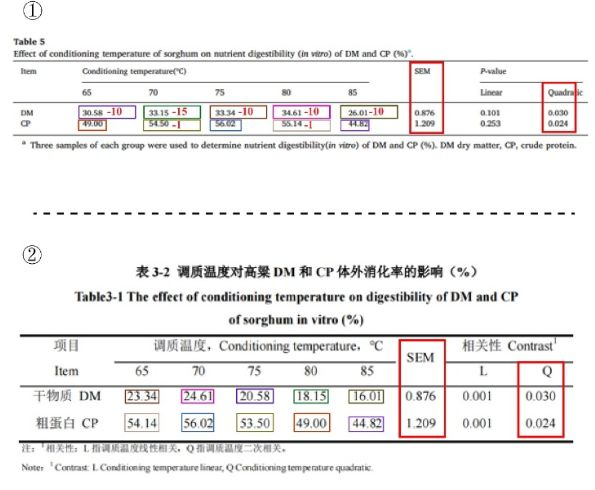 ①
Table 5
Effect of conditioning temperature of sorghum on nutrient digestibility (in vitro) of DM and CP (%)ª.
Item Conditioning temperature(°C) SEM P-value
65 70 75 80 85 Linear Quadratic
DM 30.58 -10 33.15 -15 33.34 -10 34.61 -10 26.01 -10 0.876 0.101 0.030
CP 49.00 54.50 -1 56.02 55.14 -1 44.82 1.209 0.253 0.024
ª Three samples of each group were used to determine nutrient digestibility(in vitro) of DM and CP (%). DM dry matter, CP, crude protein.
②
表 3-2 调质温度对高粱 DM 和 CP 体外消化率的影响（%）
Table3-1 The effect of conditioning temperature on digestibility of DM and CP
of sorghum in vitro (%)
项目 调质温度，Conditioning temperature，℃ SEM 相关性 Contrast¹
Item 65 70 75 80 85 L Q
干物质 DM 23.34 24.61 20.58 18.15 16.01 0.876 0.001 0.030
粗蛋白 CP 54.14 56.02 53.50 49.00 44.82 1.209 0.001 0.024
注：¹相关性：L 指调质温度线性相关，Q 指调质温度二次相关。
Note: ¹Contrast: L Conditioning temperature linear, Q Conditioning temperature quadratic.